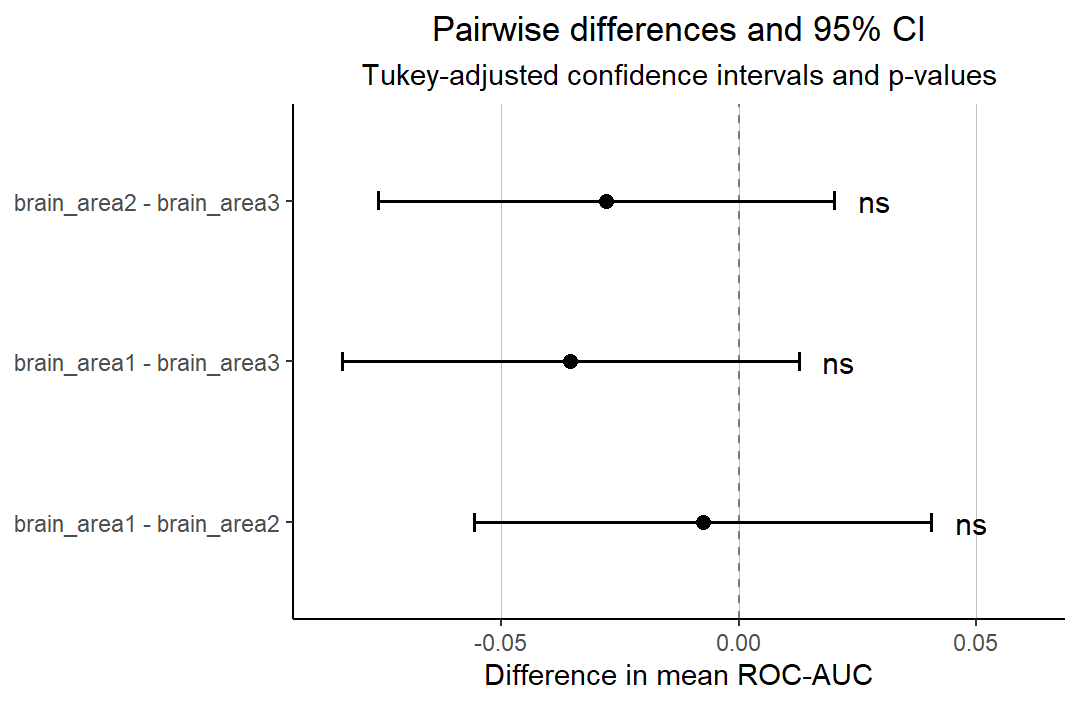 Pairwise differences and 95% CI
Tukey-adjusted confidence intervals and p-values
brain_area2 - brain_area3
ns
brain_area1 - brain_area3
ns
brain_area1 - brain_area2
ns
-0.05
0.00
0.05
Difference in mean ROC-AUC